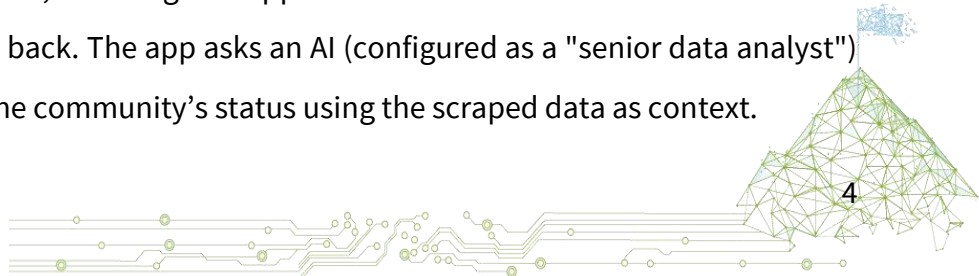 back. The app asks an AI (configured as a "senior data analyst")
community’s status using the scraped data as context.
4